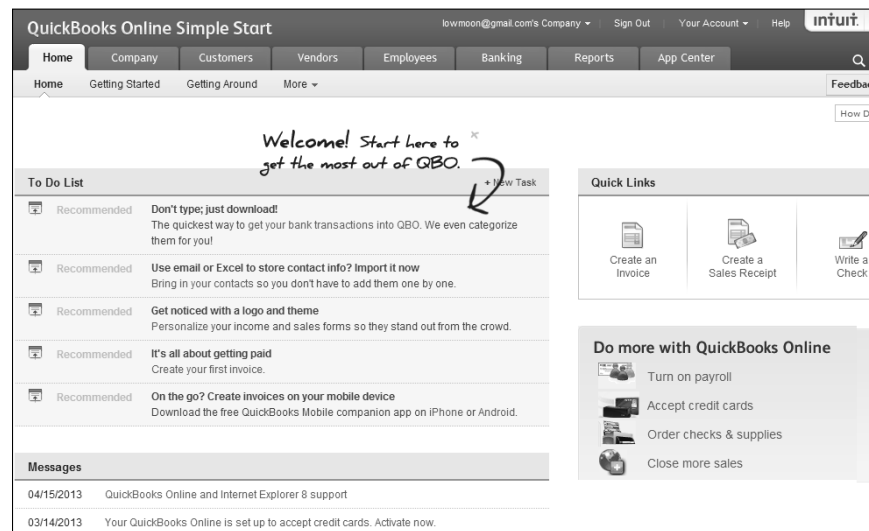 QuickBooks Online Simple Start
lowmoon@gmail.com's Company
Sign Out
Your Account
Help
intuit.
Home
Company
Customers
Vendors
Employees
Banking
Reports
App Center
Home
Getting Started
Getting Around
More
Feedba
How D
Welcome! Start here to
get the most out of QBO.
To Do List
+ New Task
Recommended
Don't type; just download!
The quickest way to get your bank transactions into QBO. We even categorize
them for you!
Recommended
Use email or Excel to store contact info? Import it now
Bring in your contacts so you don't have to add them one by one.
Recommended
Get noticed with a logo and theme
Personalize your income and sales forms so they stand out from the crowd.
Recommended
It's all about getting paid
Create your first invoice.
Recommended
On the go? Create invoices on your mobile device
Download the free QuickBooks Mobile companion app on iPhone or Android.
Quick Links
Create an
Invoice
Create a
Sales Receipt
Write a
Check
Do more with QuickBooks Online
Turn on payroll
Accept credit cards
Order checks & supplies
Close more sales
Messages
04/15/2013 QuickBooks Online and Internet Explorer 8 support
03/14/2013 Your QuickBooks Online is set up to accept credit cards. Activate now.